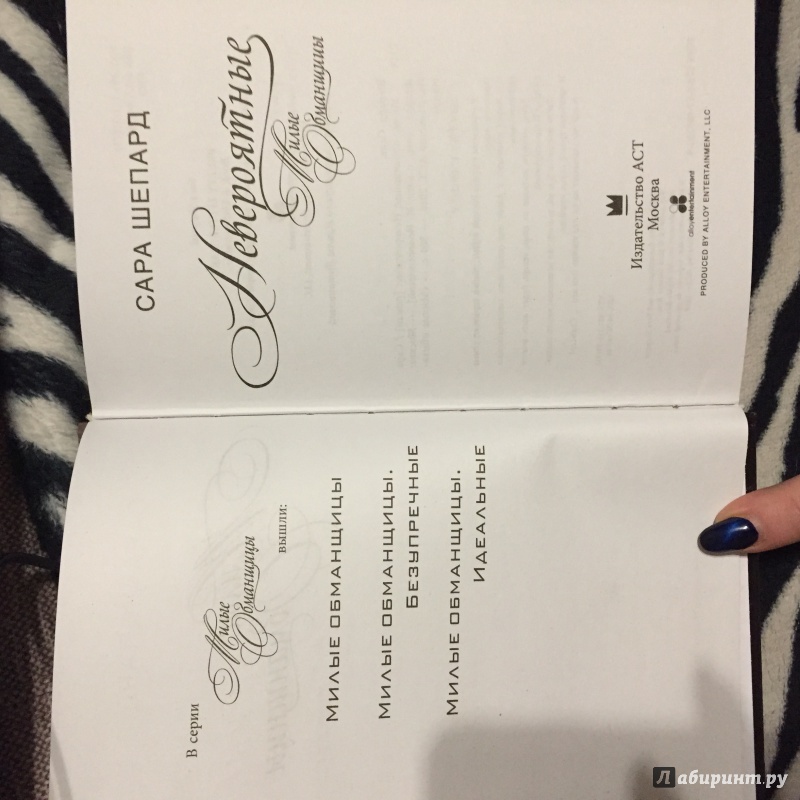 В серии
Милые
Обманщицы
вышли:
Милые обманщицы
Милые обманщицы.
Безупречные
Милые обманщицы.
Идеальные
САРА ШЕПАРД
Невероятные
Милые
Обманщицы
Издательство АСТ
Москва
alloyentertainment
PRODUCED BY ALLOY ENTERTAINMENT, LLC
Лабиринт.ру